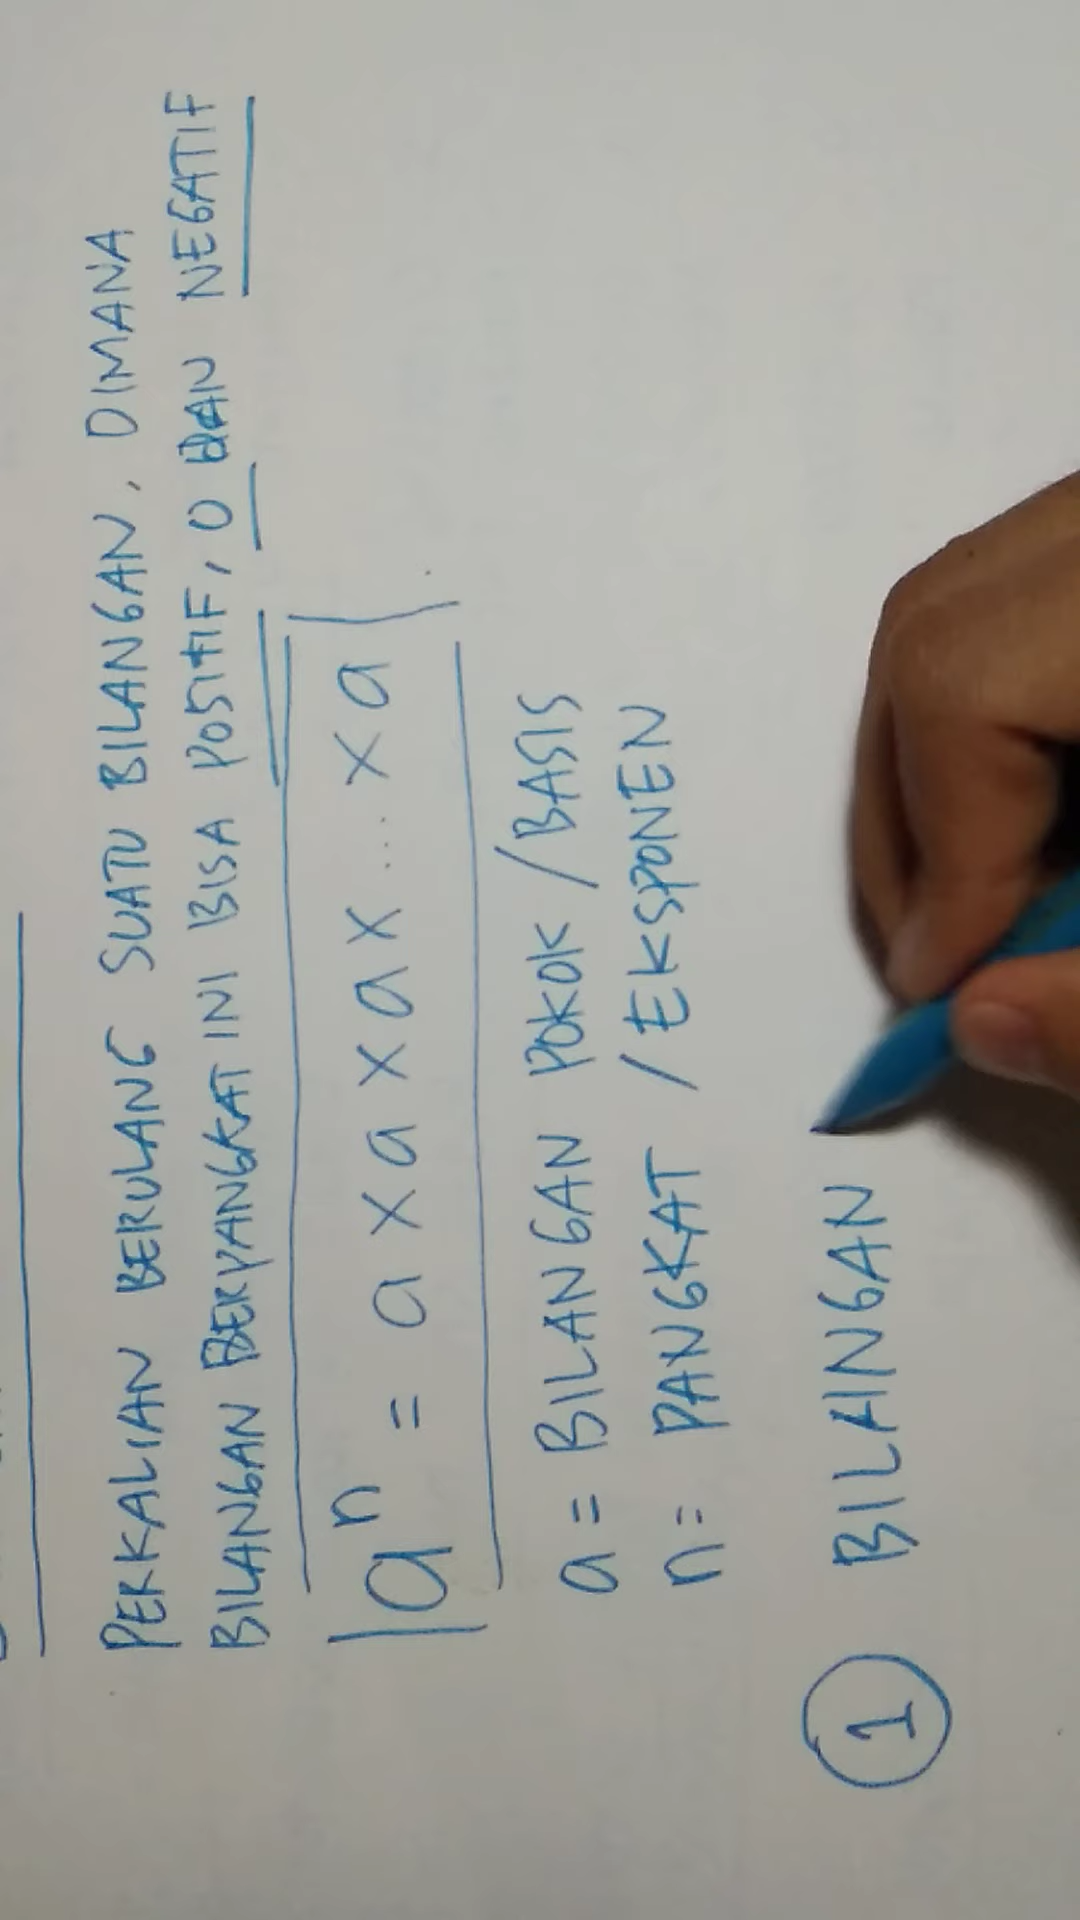 PERKALIAN BERULANG SUATU BILANGAN, DIMANA
BILANGAN BERPANGKAT INI BISA POSITIF, 0 DAN NEGATIF
aⁿ = a x a x a x ... x a
a = BILANGAN POKOK / BASIS
n = PANGKAT / EKSPONEN
1 BILANGAN